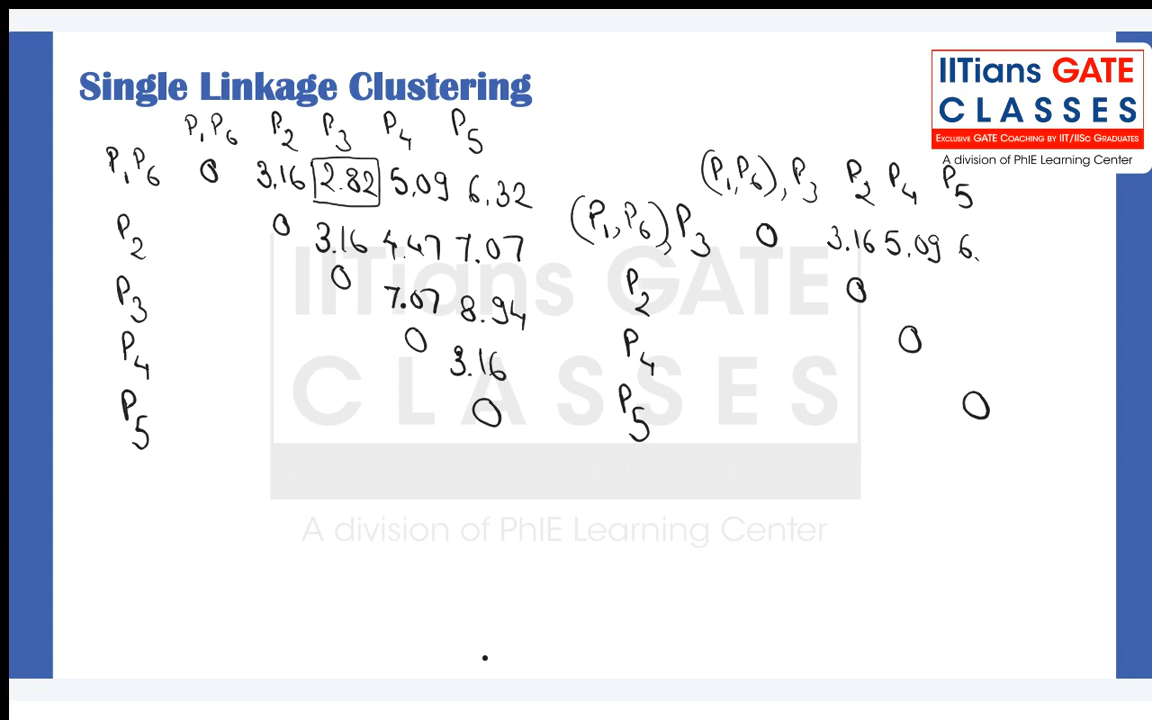 Single Linkage Clustering
IITians GATE
CLASSES
EXCLUSIVE GATE COACHING BY IIT/IISc GRADUATES
A division of PhIE Learning Center
P₁P₆ P₂ P₃ P₄ P₅
P₁P₆ 0 3.16 2.82 5.09 6.32
P₂ 0 3.16 4.47 7.07
P₃ 0 7.07 8.94
P₄ 0 3.16
P₅ 0
(P₁,P₆),P₃ P₂ P₄ P₅
(P₁,P₆),P₃ 0 3.16 5.09 6.
P₂ 0
P₄ 0
P₅ 0
IITians GATE
CLASSES
A division of PhIE Learning Center